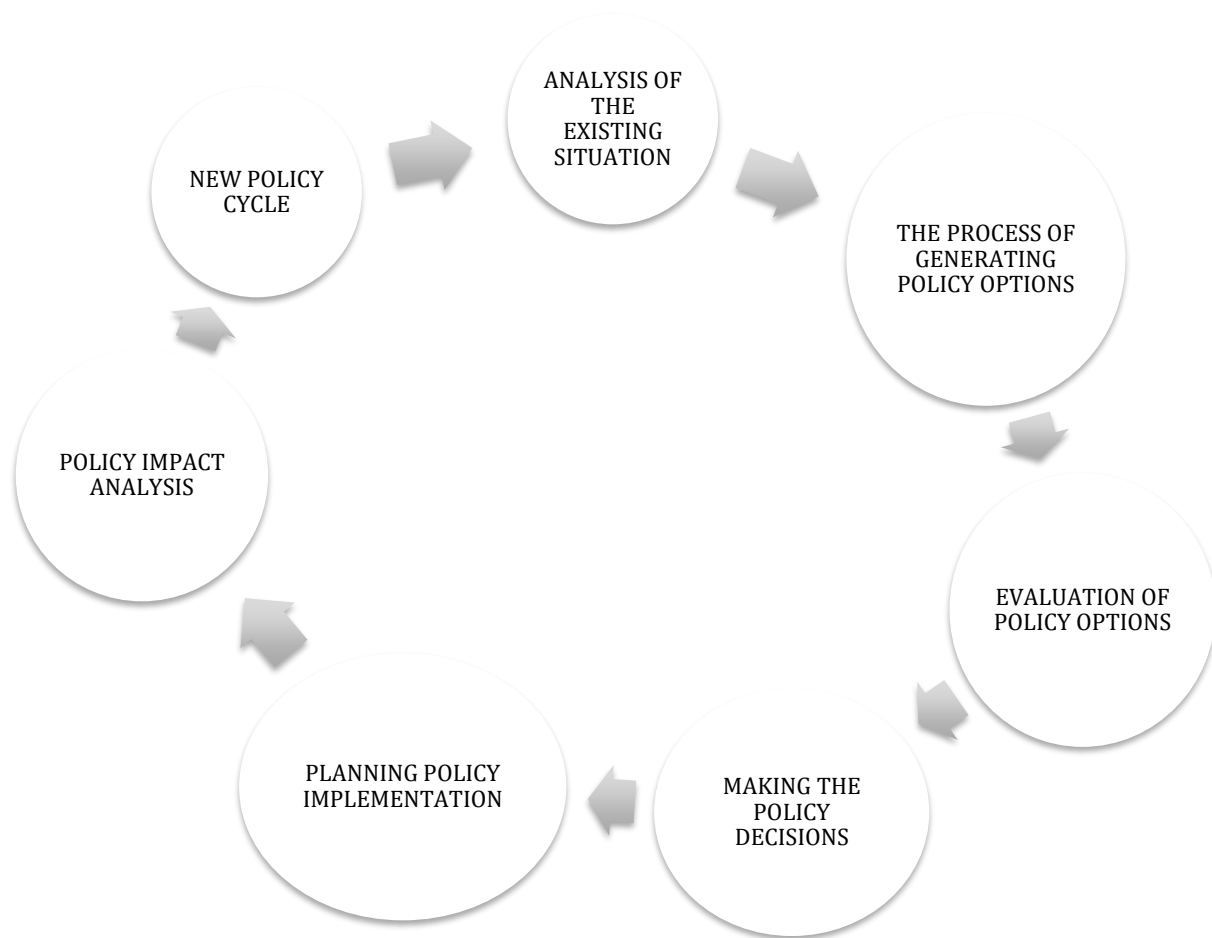 ANALYSIS OF
THE
EXISTING
SITUATION
THE PROCESS OF
GENERATING
POLICY OPTIONS
EVALUATION OF
POLICY OPTIONS
MAKING THE
POLICY
DECISIONS
PLANNING POLICY
IMPLEMENTATION
POLICY IMPACT
ANALYSIS
NEW POLICY
CYCLE